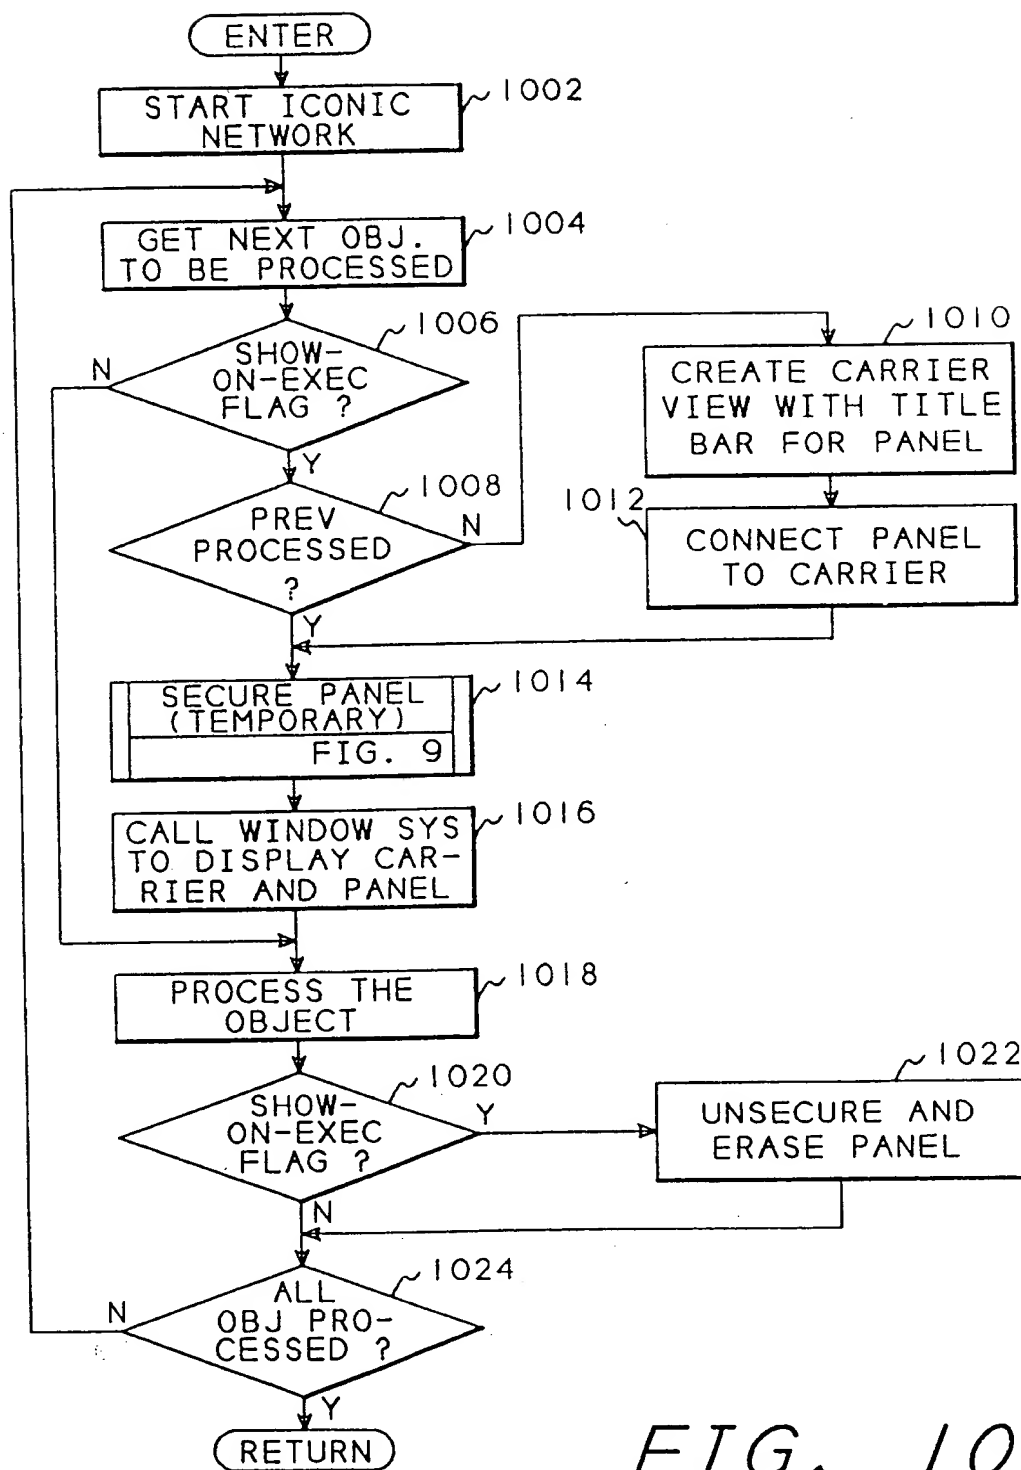 ENTER
START ICONIC
NETWORK
1002
GET NEXT OBJ.
TO BE PROCESSED
1004
SHOW-
ON-EXEC
FLAG ?
1006
N
Y
PREV
PROCESSED
?
1008
N
Y
CREATE CARRIER
VIEW WITH TITLE
BAR FOR PANEL
1010
CONNECT PANEL
TO CARRIER
1012
SECURE PANEL
(TEMPORARY)
FIG. 9
1014
CALL WINDOW SYS
TO DISPLAY CAR-
RIER AND PANEL
1016
PROCESS THE
OBJECT
1018
SHOW-
ON-EXEC
FLAG ?
1020
Y
N
UNSECURE AND
ERASE PANEL
1022
ALL
OBJ PRO-
CESSED ?
1024
N
Y
RETURN
FIG. 10